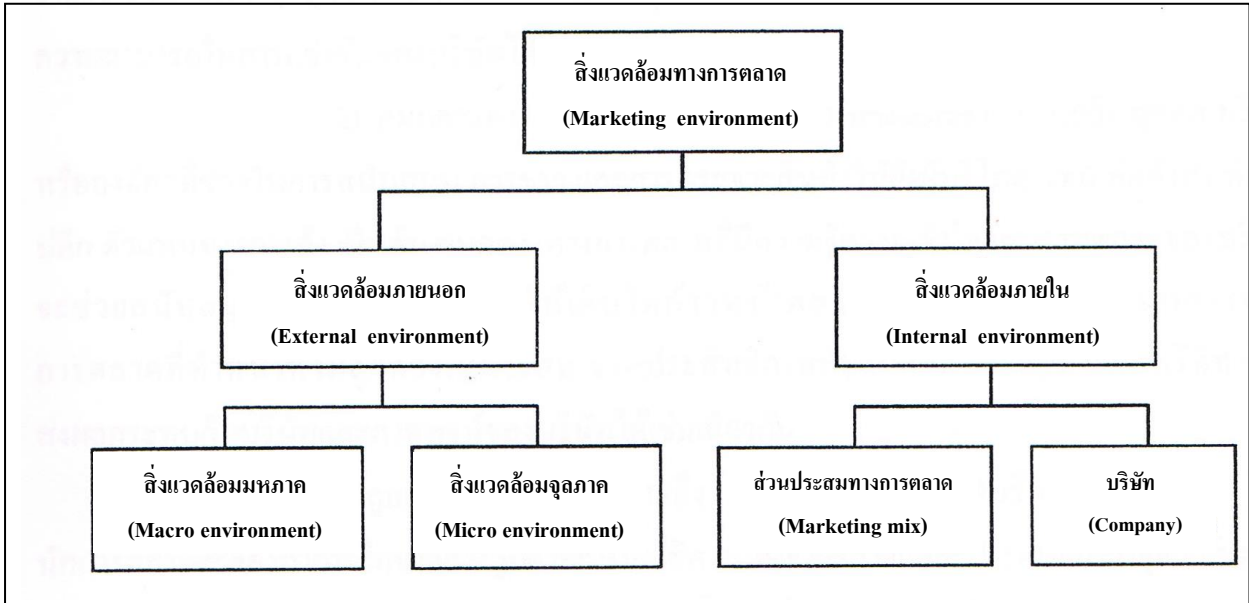 สิ่งแวดล้อมทางการตลาด
(Marketing environment)
สิ่งแวดล้อมภายนอก
(External environment)
สิ่งแวดล้อมภายใน
(Internal environment)
สิ่งแวดล้อมมหภาค
(Macro environment)
สิ่งแวดล้อมจุลภาค
(Micro environment)
ส่วนประสมทางการตลาด
(Marketing mix)
บริษัท
(Company)